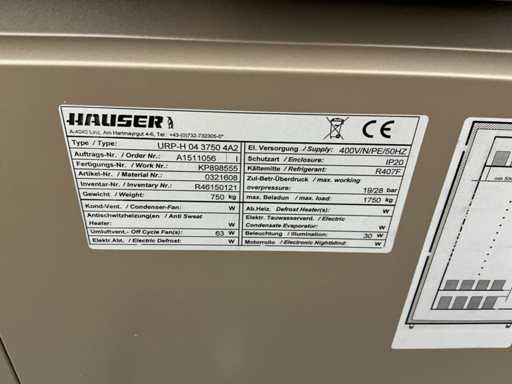 HAUSER
A-4040 Linz, Am Hartmayrgut 4-6, Tel.: +43-(0)732-732305-0*
CE
Type / Type: URP-H 04 3750 4A2
Auftrags-Nr. / Order Nr.: A1511056 I
Fertigungs-Nr. / Work Nr.: KP898555
Artikel-Nr. / Material Nr.: 0321608
Inventar-Nr. / Inventary Nr.: R46150121
Gewicht / Weight: 750 kg
Kond-Vent. / Condenser-Fan: W
Antischwitzheizung(en) / Anti Sweat
Heater: W
Umluftvent.- Off Cycle Fan(s): 63 W
Elektr.Abt. / Electric Defrost: W
El. Versorgung / Supply: 400V/N/PE/50HZ
Schutzart / Enclosure: IP20
Kältemittel / Refrigerant: R407F
Zul-Betr-Überdruck / max working
overpressure: 19/28 bar
max. Beladun / max. load: 1750 kg
Ab.Heiz. Defrost Heater(s): W
Elektr. Tauwasserverd. / Electric
Condensate Evaporator: W
Beleuchtung / Illumination: 30 W
Motorrollo / Electronic Nightblind: W